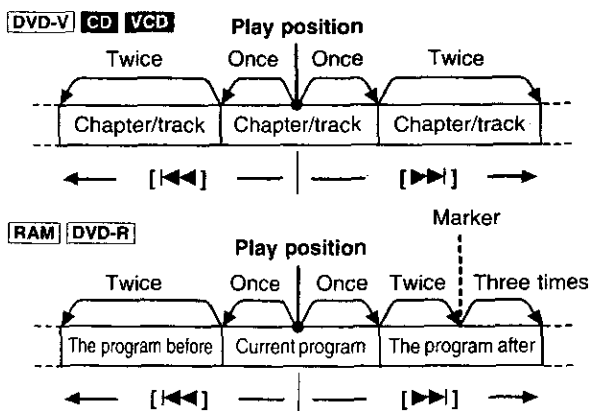 DVD-V CD VCD Play position
Twice Once Once Twice
Chapter/track Chapter/track Chapter/track
[⏮] [⏭]
Marker
RAM DVD-R
Play position
Twice Once Once Twice Three times
The program before Current program The program after
[⏮] [⏭]